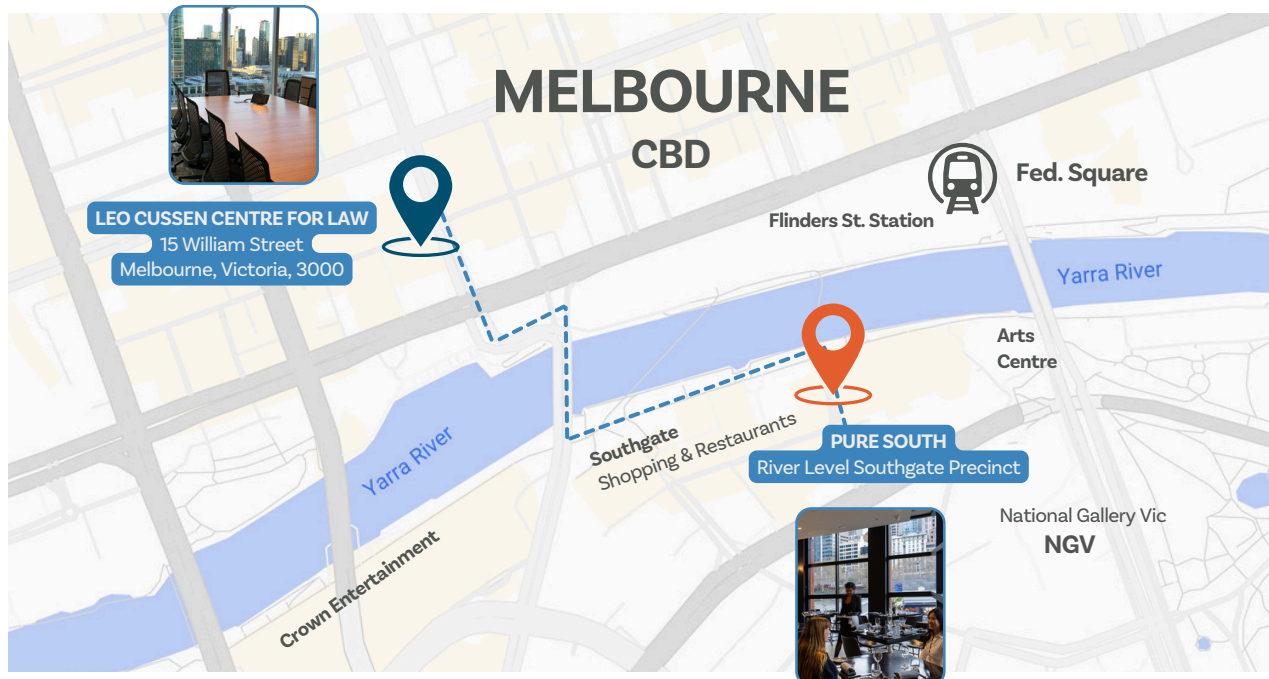 MELBOURNE
CBD
Fed. Square
Flinders St. Station
LEO CUSSEN CENTRE FOR LAW
15 William Street
Melbourne, Victoria, 3000
Yarra River
Arts
Centre
Southgate
Shopping & Restaurants
PURE SOUTH
River Level Southgate Precinct
Yarra River
National Gallery Vic
NGV
Crown Entertainment